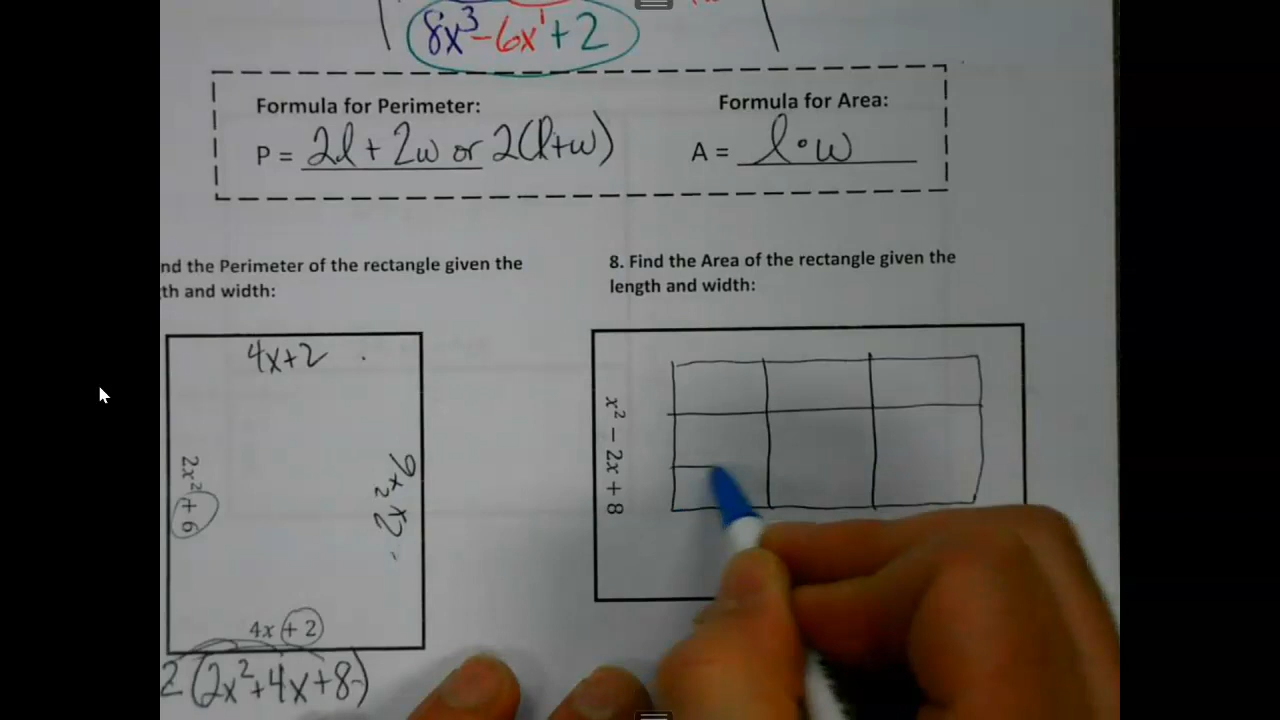 8x³-6x¹+2
Formula for Perimeter:
P = 2l + 2w or 2(l+w)
Formula for Area:
A = l•w
nd the Perimeter of the rectangle given the
th and width:
4x+2
2x² + 6
2x²+6
4x + 2
2(2x²+4x+8)
8. Find the Area of the rectangle given the
length and width:
x² − 2x + 8